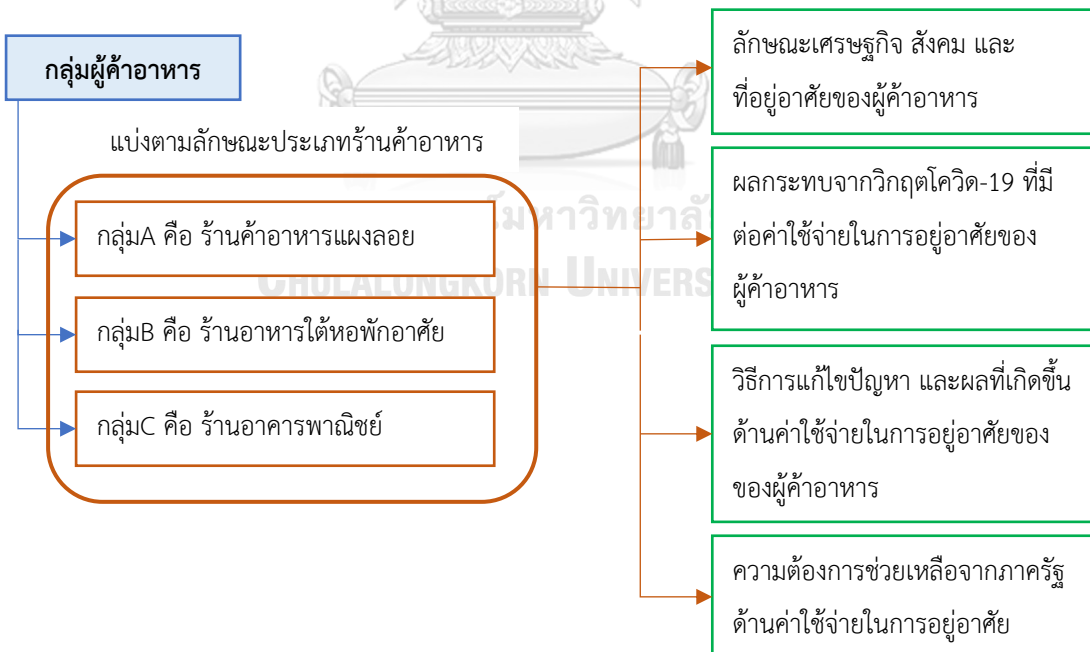 กลุ่มผู้ค้าอาหาร
แบ่งตามลักษณะประเภทร้านค้าอาหาร
กลุ่มA คือ ร้านค้าอาหารแผงลอย
กลุ่มB คือ ร้านอาหารใต้หอพักอาศัย
กลุ่มC คือ ร้านอาคารพาณิชย์
ลักษณะเศรษฐกิจ สังคม และ
ที่อยู่อาศัยของผู้ค้าอาหาร
ผลกระทบจากวิกฤตโควิด-19 ที่มี
ต่อค่าใช้จ่ายในการอยู่อาศัยของ
ผู้ค้าอาหาร
วิธีการแก้ไขปัญหา และผลที่เกิดขึ้น
ด้านค่าใช้จ่ายในการอยู่อาศัยของ
ของผู้ค้าอาหาร
ความต้องการช่วยเหลือจากภาครัฐ
ด้านค่าใช้จ่ายในการอยู่อาศัย
CHULALONGKORN UNIVERS